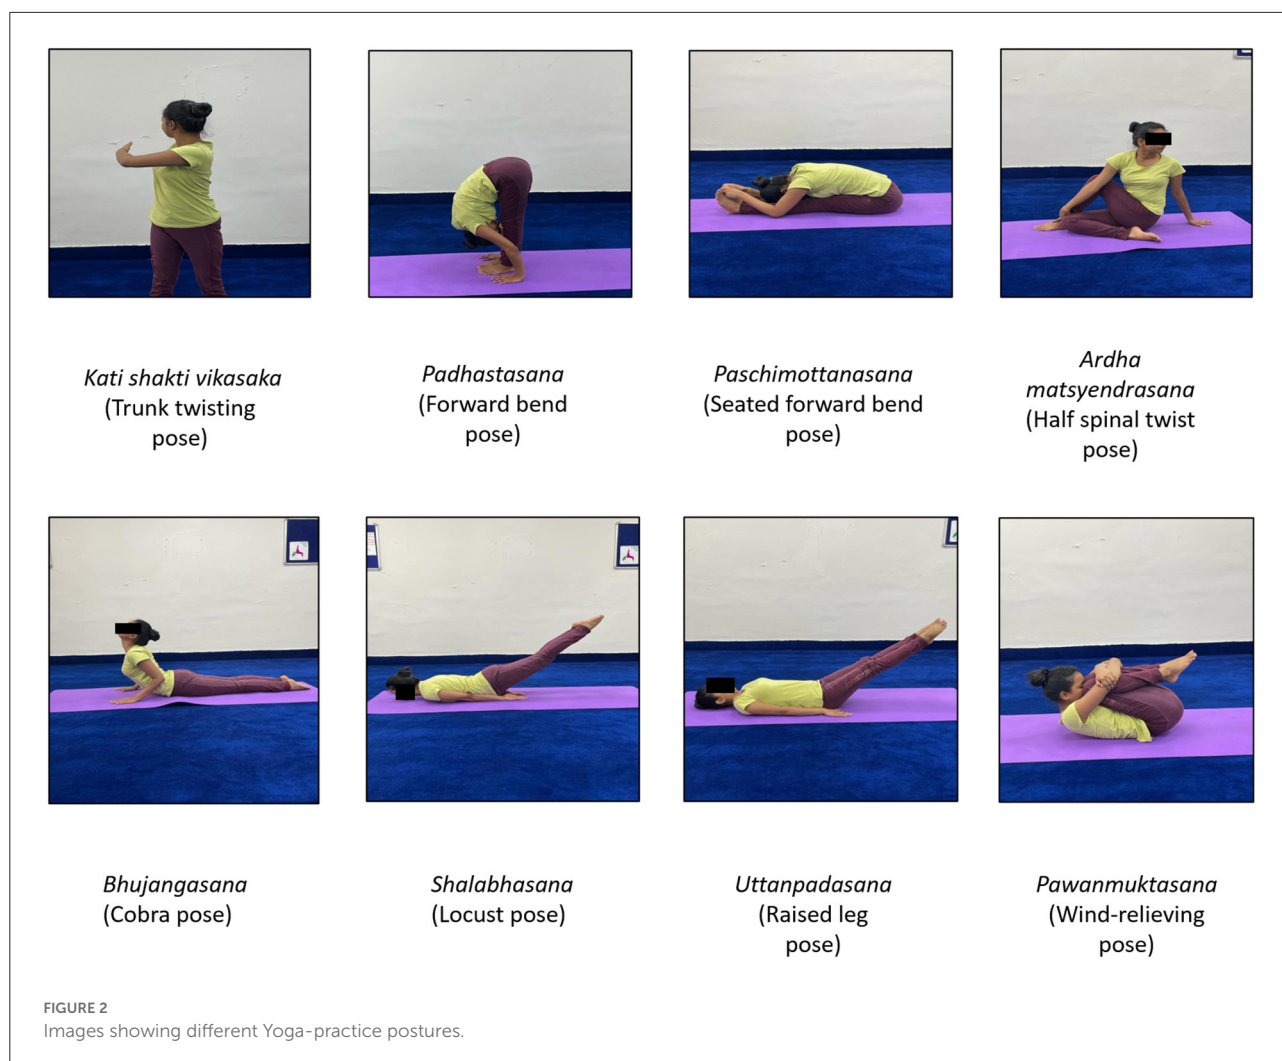 Kati shakti vikasaka
(Trunk twisting
pose)
Padhastasana
(Forward bend
pose)
Paschimottanasana
(Seated forward bend
pose)
Ardha
matsyendrasana
(Half spinal twist
pose)
Bhujangasana
(Cobra pose)
Shalabhasana
(Locust pose)
Uttanpadasana
(Raised leg
pose)
Pawanmuktasana
(Wind-relieving
pose)
FIGURE 2
Images showing different Yoga-practice postures.